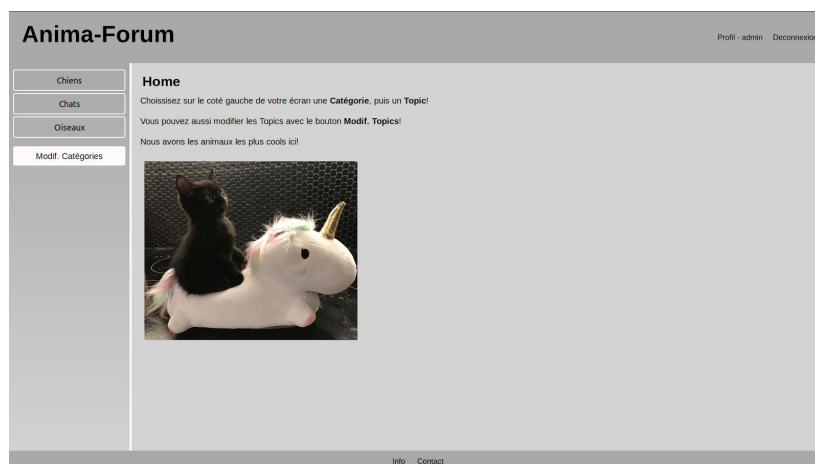 Anima-Forum
Profil - admin Deconnexion
Chiens
Chats
Oiseaux
Modif. Catégories
Home
Choissisez sur le coté gauche de votre écran une Catégorie, puis un Topic!
Vous pouvez aussi modifier les Topics avec le bouton Modif. Topics!
Nous avons les animaux les plus cools ici!
Info Contact